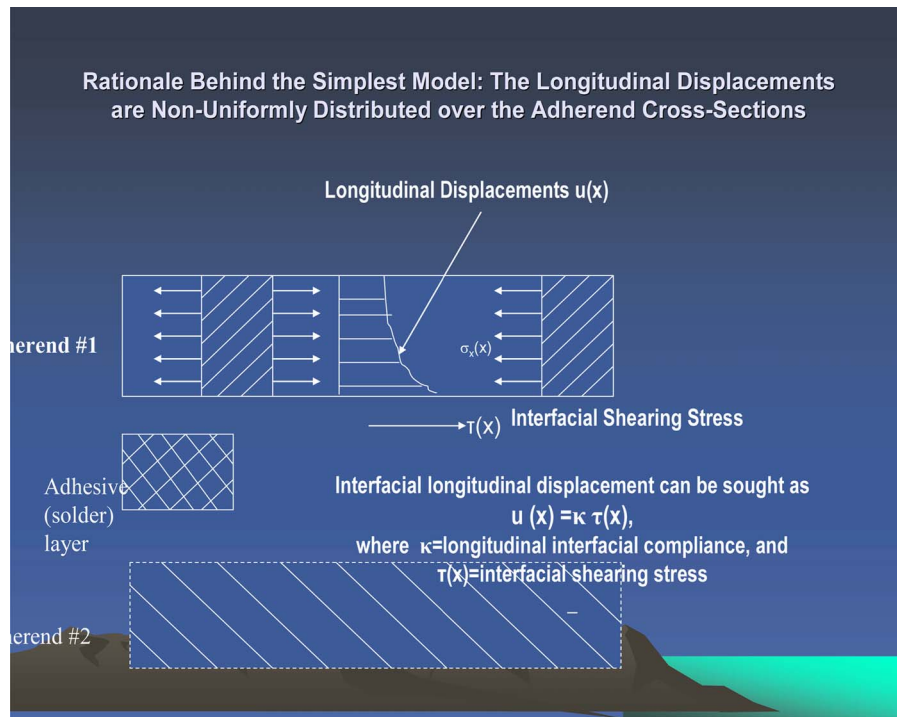 Rationale Behind the Simplest Model: The Longitudinal Displacements
are Non-Uniformly Distributed over the Adherend Cross-Sections
Longitudinal Displacements u(x)
herend #1
σx(x)
τ(x) Interfacial Shearing Stress
Adhesive
(solder)
layer
Interfacial longitudinal displacement can be sought as
u (x) =κ τ(x),
where κ=longitudinal interfacial compliance, and
τ(x)=interfacial shearing stress
herend #2